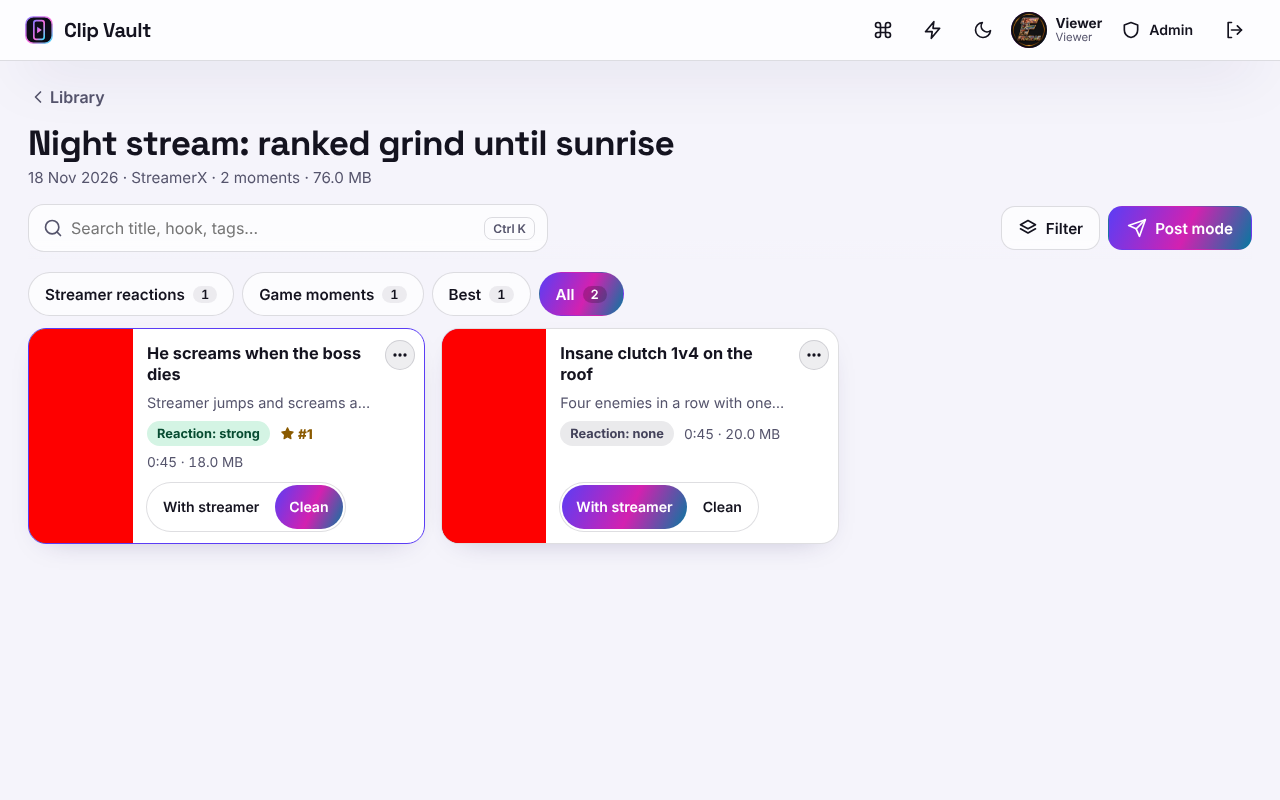 Clip Vault
Viewer
Viewer
Admin
Library
Night stream: ranked grind until sunrise
18 Nov 2026 · StreamerX · 2 moments · 76.0 MB
Search title, hook, tags...
Ctrl K
Filter
Post mode
Streamer reactions 1
Game moments 1
Best 1
All 2
He screams when the boss
dies
Streamer jumps and screams a...
Reaction: strong
#1
0:45 · 18.0 MB
With streamer
Clean
Insane clutch 1v4 on the
roof
Four enemies in a row with one...
Reaction: none
0:45 · 20.0 MB
With streamer
Clean